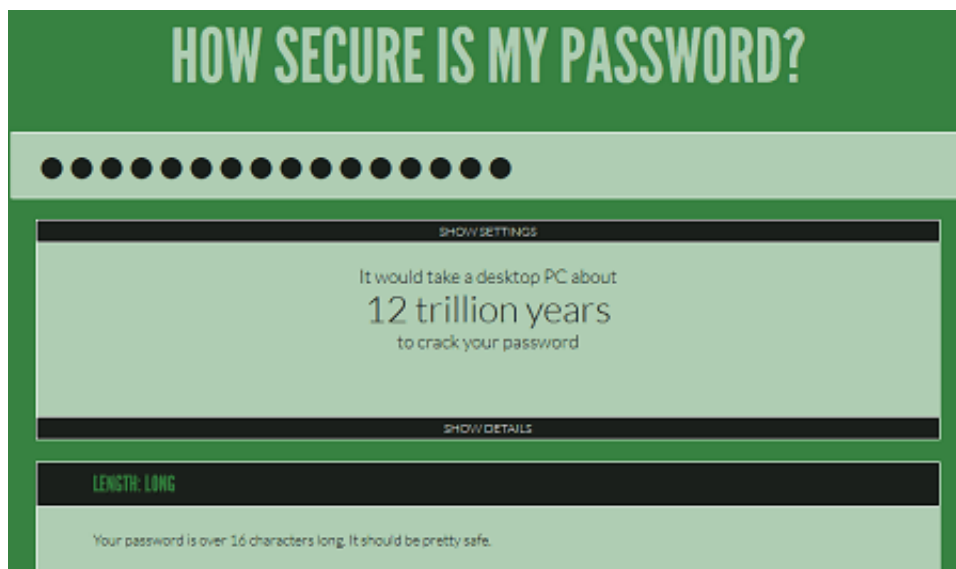 HOW SECURE IS MY PASSWORD?
SHOW SETTINGS
It would take a desktop PC about
12 trillion years
to crack your password
SHOW DETAILS
LENGTH: LONG
Your password is over 16 characters long. It should be pretty safe.